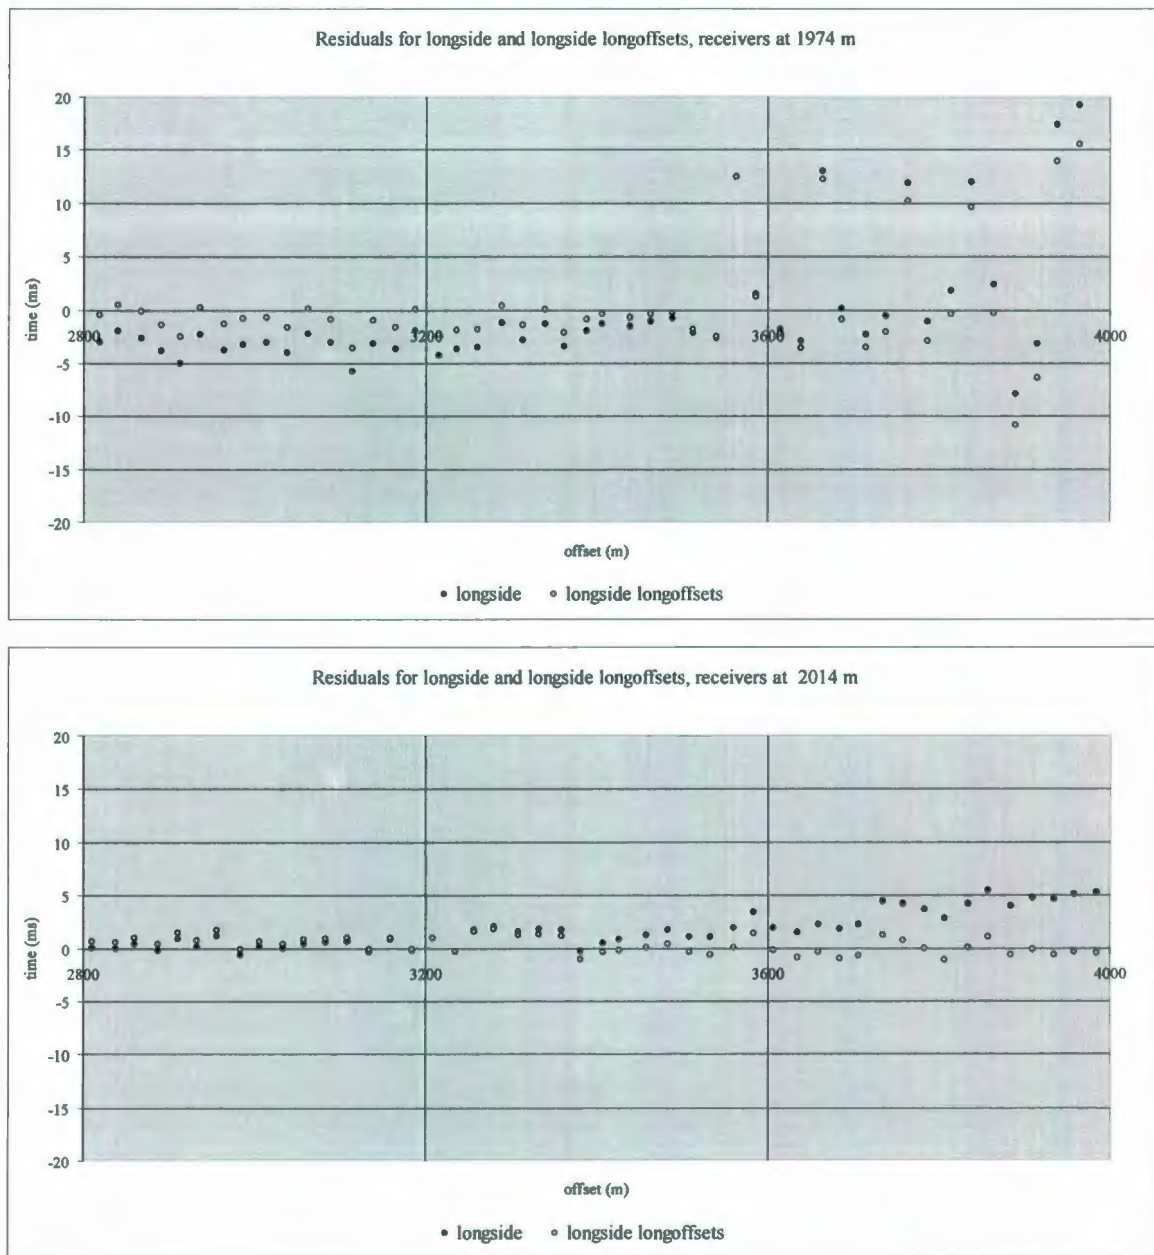 Residuals for longside and longside longoffsets, receivers at 1974 m
20
15
10
5
0
2800 3200 3600 4000
-5
-10
-15
-20
time (ms)
offset (m)
longside longside longoffsets
Residuals for longside and longside longoffsets, receivers at 2014 m
20
15
10
5
0
2800 3200 3600 4000
-5
-10
-15
-20
time (ms)
offset (m)
longside longside longoffsets